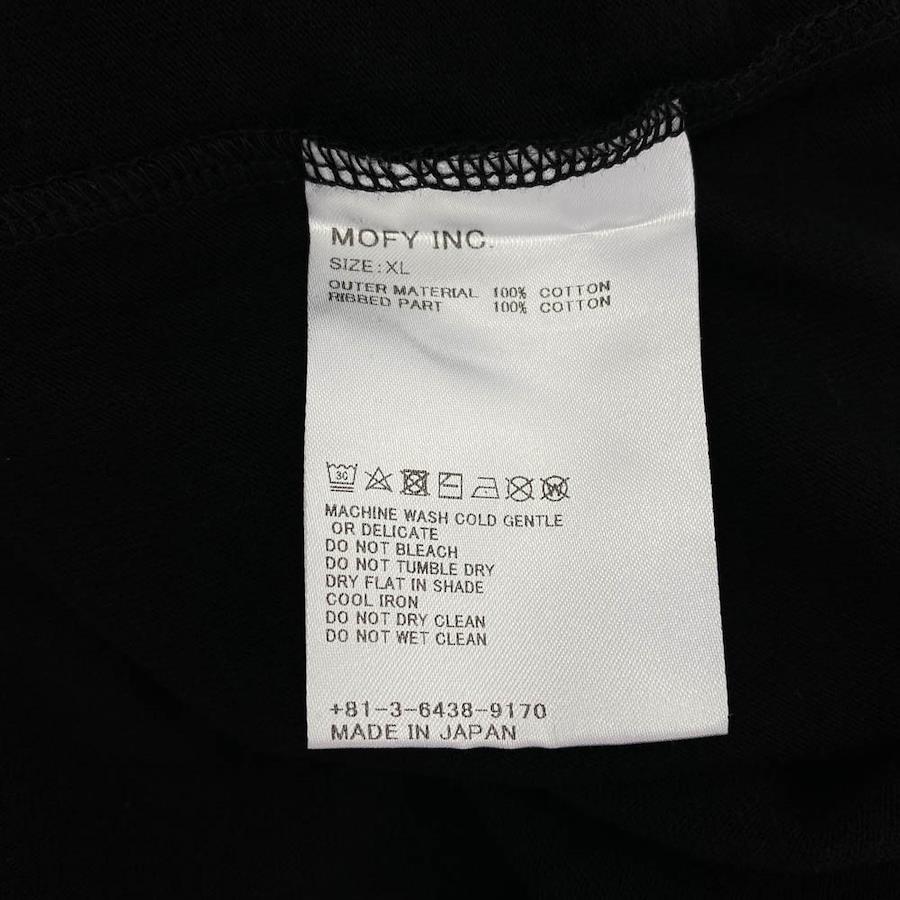 MOFY INC.
SIZE:XL
OUTER MATERIAL 100% COTTON
RIBBED PART 100% COTTON
30 W
MACHINE WASH COLD GENTLE
OR DELICATE
DO NOT BLEACH
DO NOT TUMBLE DRY
DRY FLAT IN SHADE
COOL IRON
DO NOT DRY CLEAN
DO NOT WET CLEAN
+81-3-6438-9170
MADE IN JAPAN